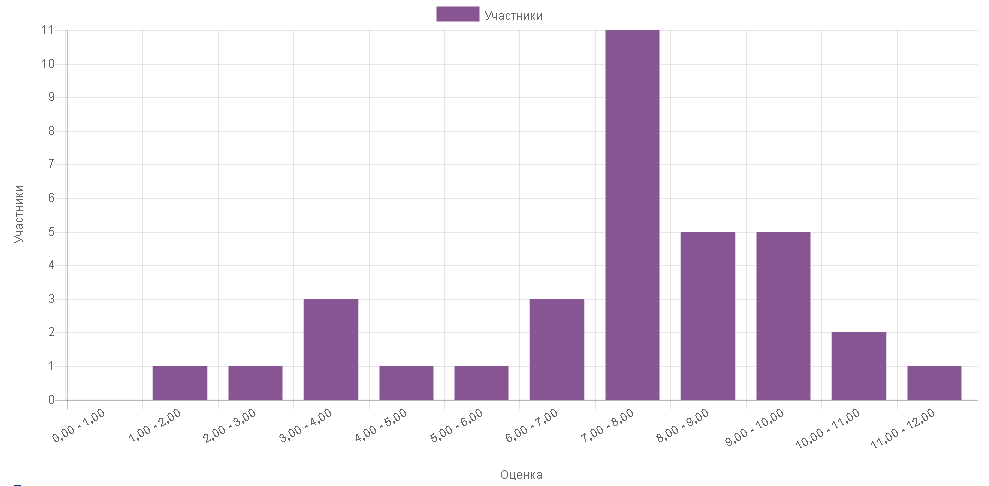 Участники
11
10
9
8
7
6
5
4
3
2
1
0
Участники
0,00 - 1,00
1,00 - 2,00
2,00 - 3,00
3,00 - 4,00
4,00 - 5,00
5,00 - 6,00
6,00 - 7,00
7,00 - 8,00
8,00 - 9,00
9,00 - 10,00
10,00 - 11,00
11,00 - 12,00
Оценка